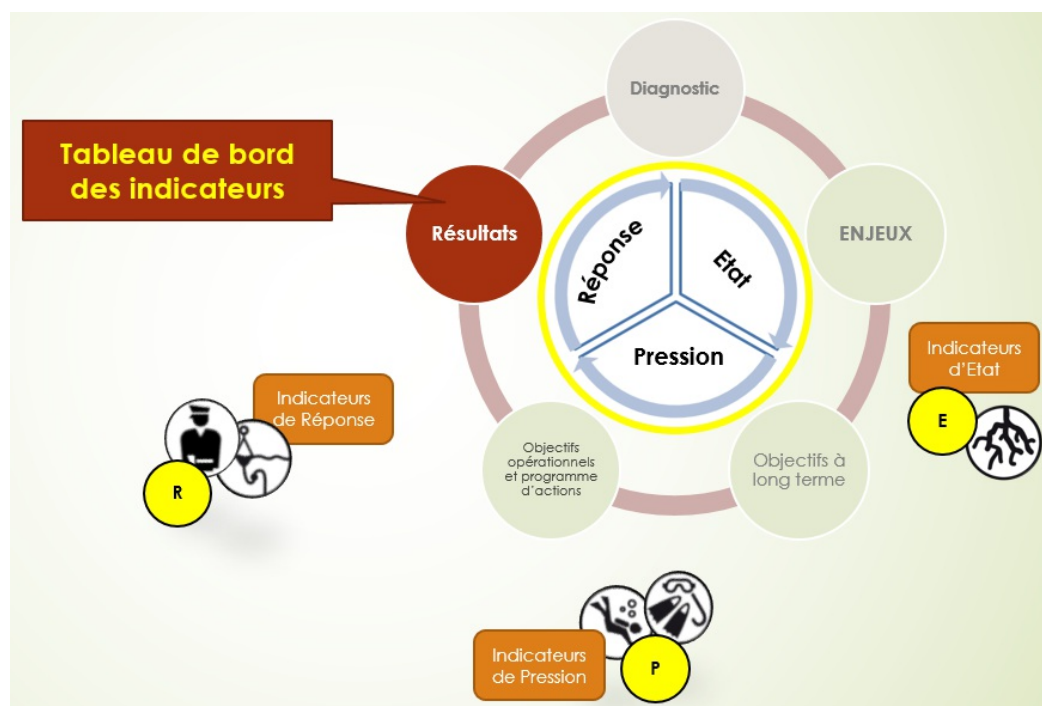 Diagnostic
Tableau de bord
des indicateurs
Résultats
ENJEUX
Réponse
Etat
Pression
Indicateurs
d'Etat
E
Indicateurs
de Réponse
R
Objectifs
opérationnels
et programme
d'actions
Objectifs à
long terme
Indicateurs
de Pression
P